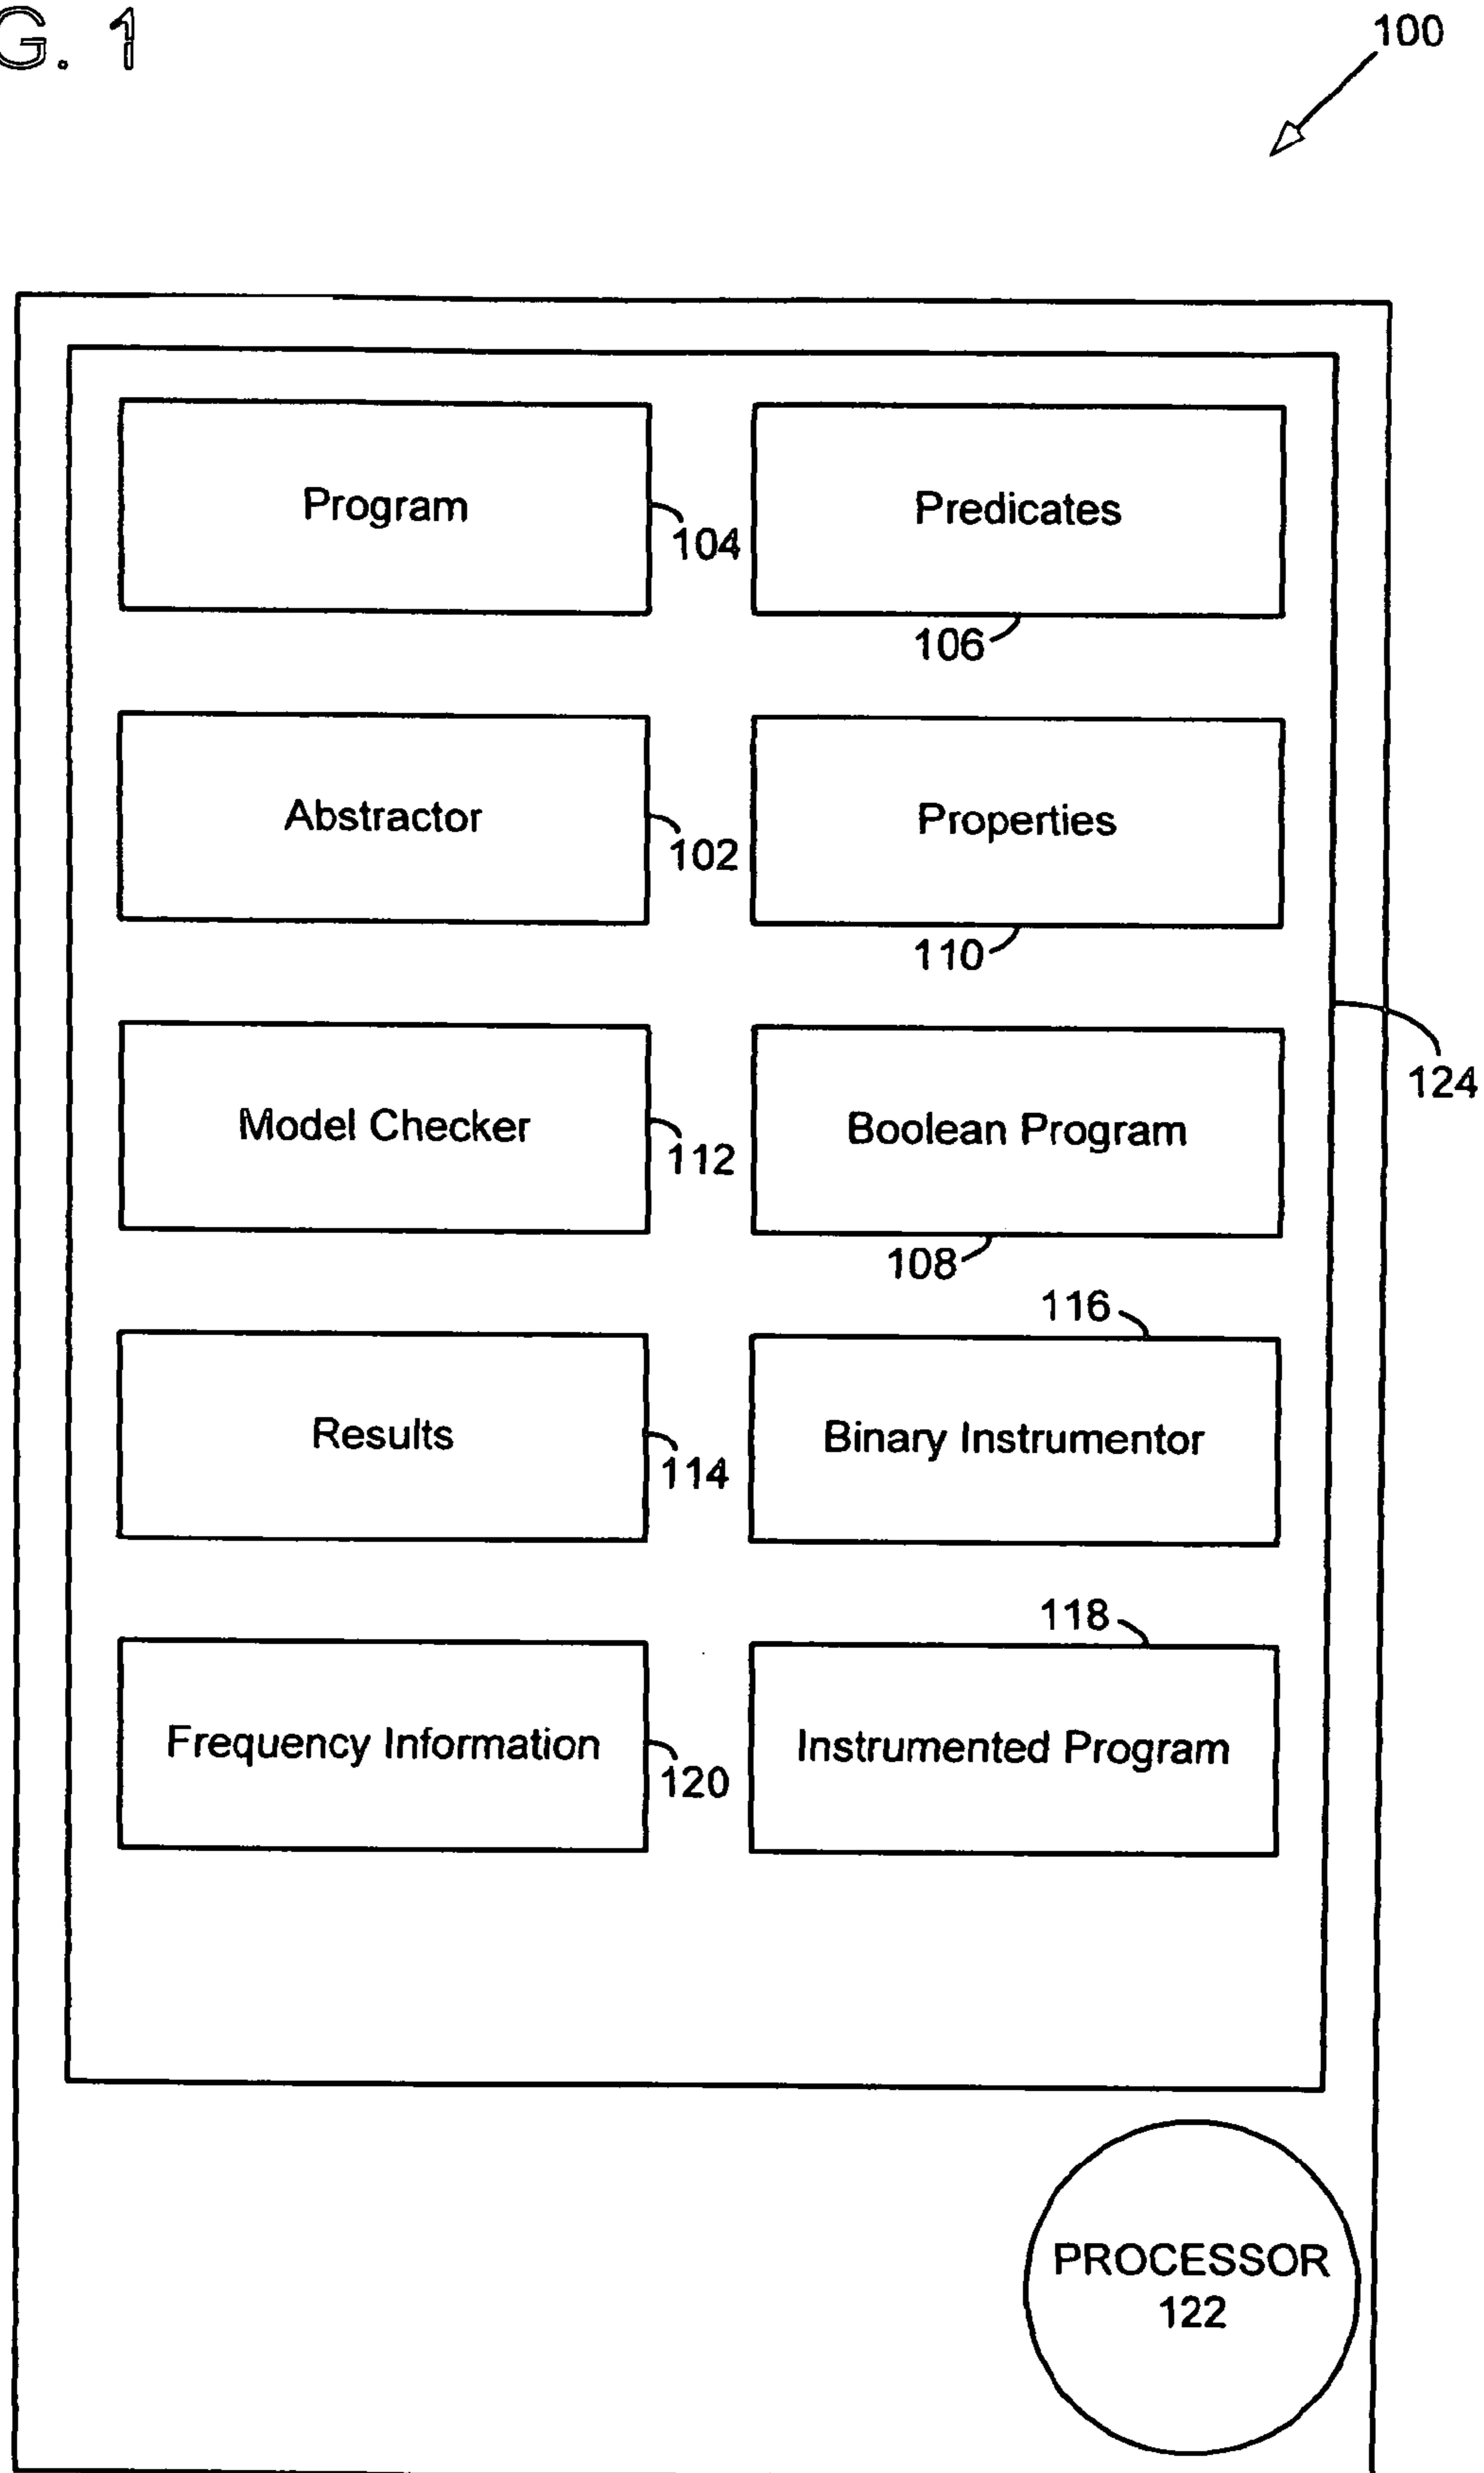 G. 1
100
Program
104
Predicates
106
Abstractor
102
Properties
110
124
Model Checker
112
Boolean Program
108
Results
114
116
Binary Instrumentor
118
Frequency Information
120
Instrumented Program
PROCESSOR
122